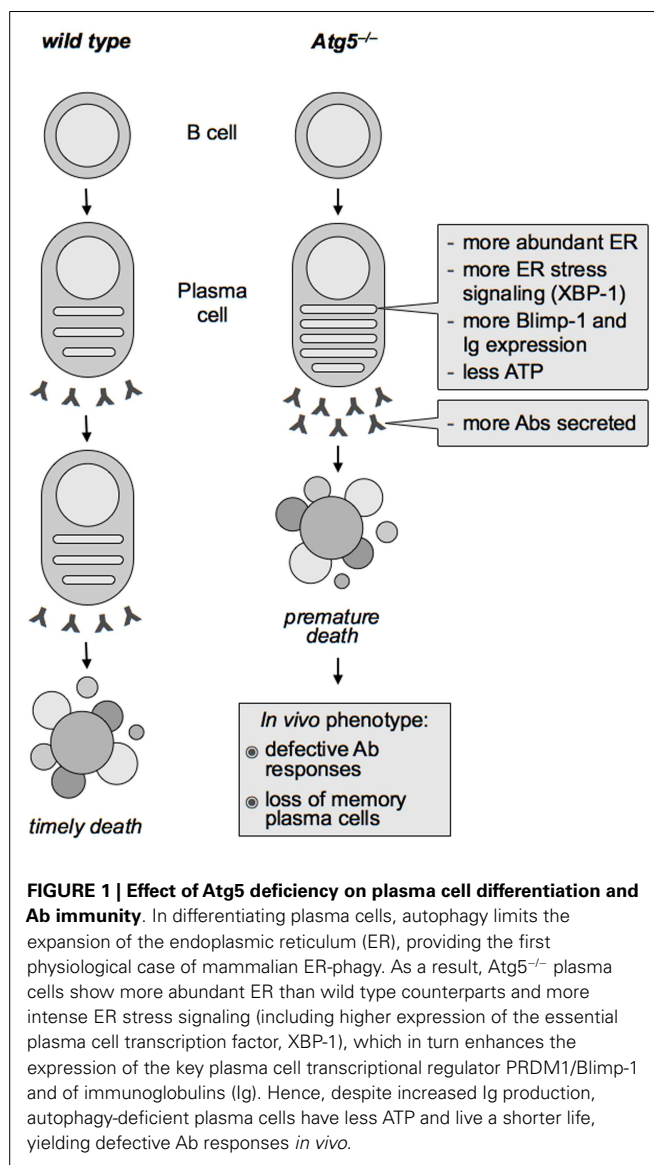 wild type
Atg5–/–
B cell
Plasma
cell
- more abundant ER
- more ER stress
signaling (XBP-1)
- more Blimp-1 and
Ig expression
- less ATP
- more Abs secreted
premature
death
timely death
In vivo phenotype:
defective Ab
responses
loss of memory
plasma cells
FIGURE 1 | Effect of Atg5 deficiency on plasma cell differentiation and
Ab immunity. In differentiating plasma cells, autophagy limits the
expansion of the endoplasmic reticulum (ER), providing the first
physiological case of mammalian ER-phagy. As a result, Atg5−/− plasma
cells show more abundant ER than wild type counterparts and more
intense ER stress signaling (including higher expression of the essential
plasma cell transcription factor, XBP-1), which in turn enhances the
expression of the key plasma cell transcriptional regulator PRDM1/Blimp-1
and of immunoglobulins (Ig). Hence, despite increased Ig production,
autophagy-deficient plasma cells have less ATP and live a shorter life,
yielding defective Ab responses in vivo.